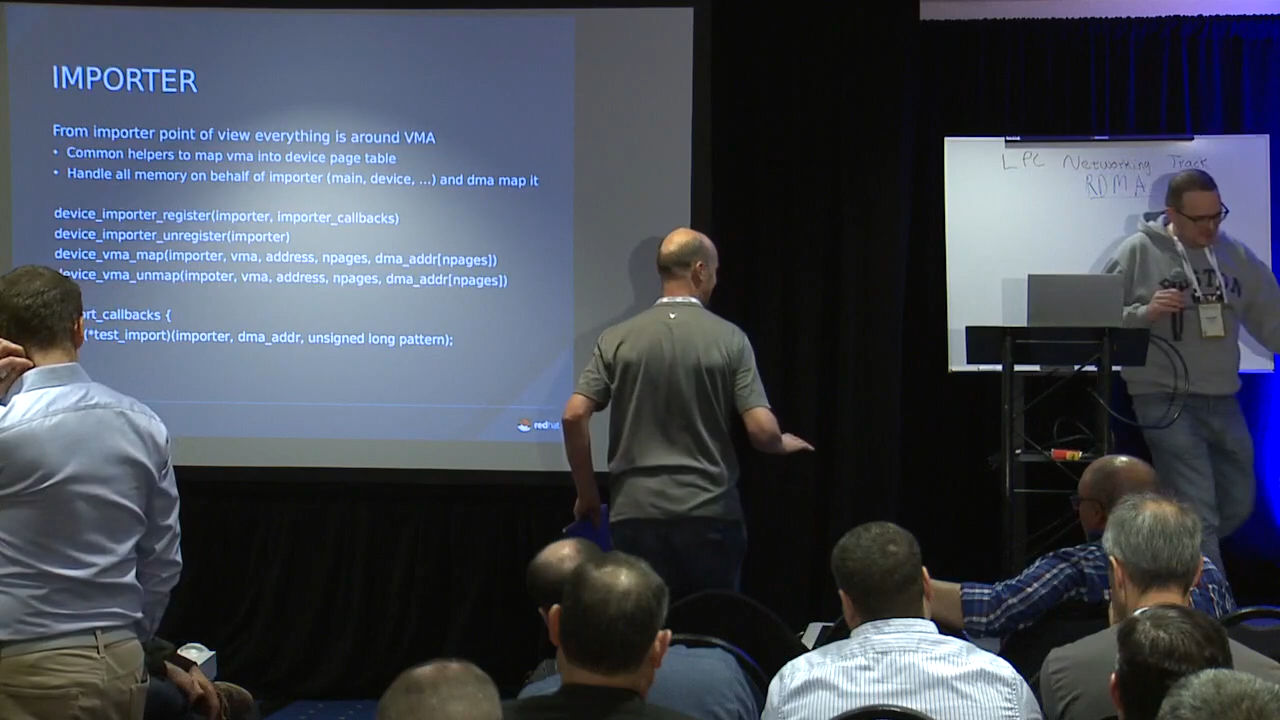 IMPORTER
From importer point of view everything is around VMA
• Common helpers to map vma into device page table
• Handle all memory on behalf of importer (main, device, ...) and dma map it
device_importer_register(importer, importer_callbacks)
device_importer_unregister(importer)
device_vma_map(importer, vma, address, npages, dma_addr[npages])
device_vma_unmap(impoter, vma, address, npages, dma_addr[npages])
rt_callbacks {
(*test_import)(importer, dma_addr, unsigned long pattern);
redhat
LPC Networking Track
RDMA